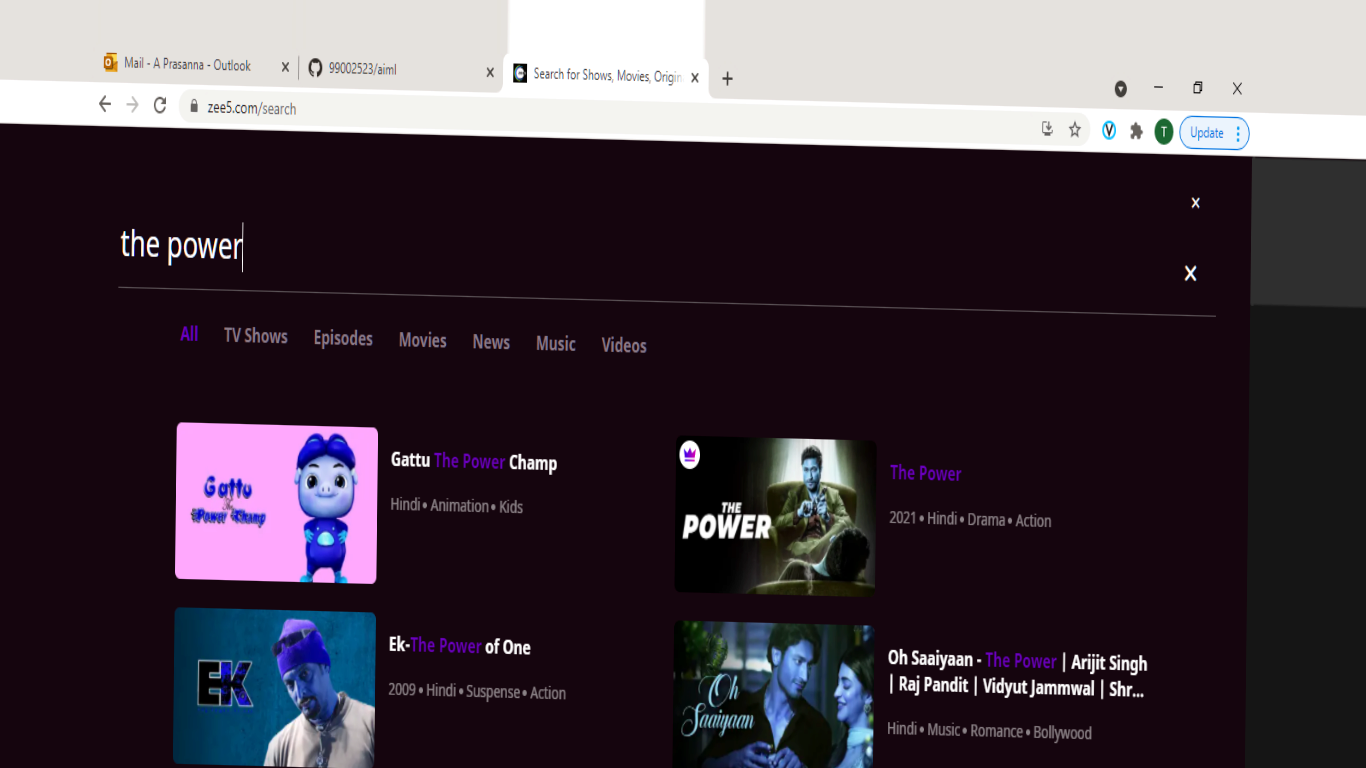 Mail - A Prasanna - Outlook
99002523/aiml
Search for Shows, Movies, Origin
zee5.com/search
T
Update
the power
All TV Shows Episodes Movies News Music Videos
Gattu
The
Power Champ
Gattu The Power Champ
Hindi • Animation • Kids
THE
POWER
The Power
2021 • Hindi • Drama • Action
EK
Ek-The Power of One
2009 • Hindi • Suspense • Action
Oh
Saaiyaan
Oh Saaiyaan - The Power | Arijit Singh
| Raj Pandit | Vidyut Jammwal | Shr...
Hindi • Music • Romance • Bollywood